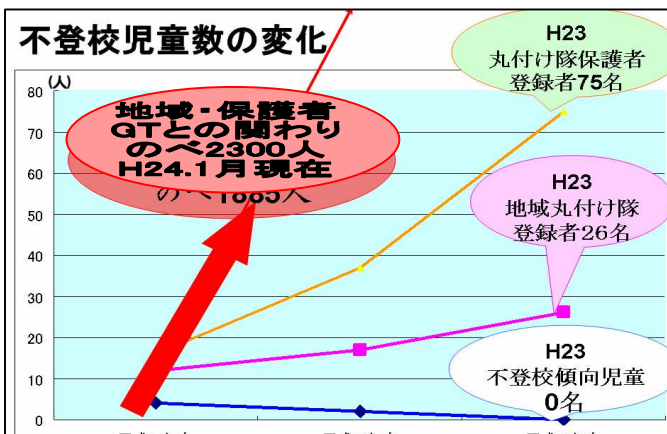 不登校児童数の変化
(人)
80
70
60
50
40
30
20
10
0
地域・保護者
GTとの関わり
のべ2300人
H24.1月現在
H23
丸付け隊保護者
登録者75名
H23
地域丸付け隊
登録者26名
H23
不登校傾向児童
0名